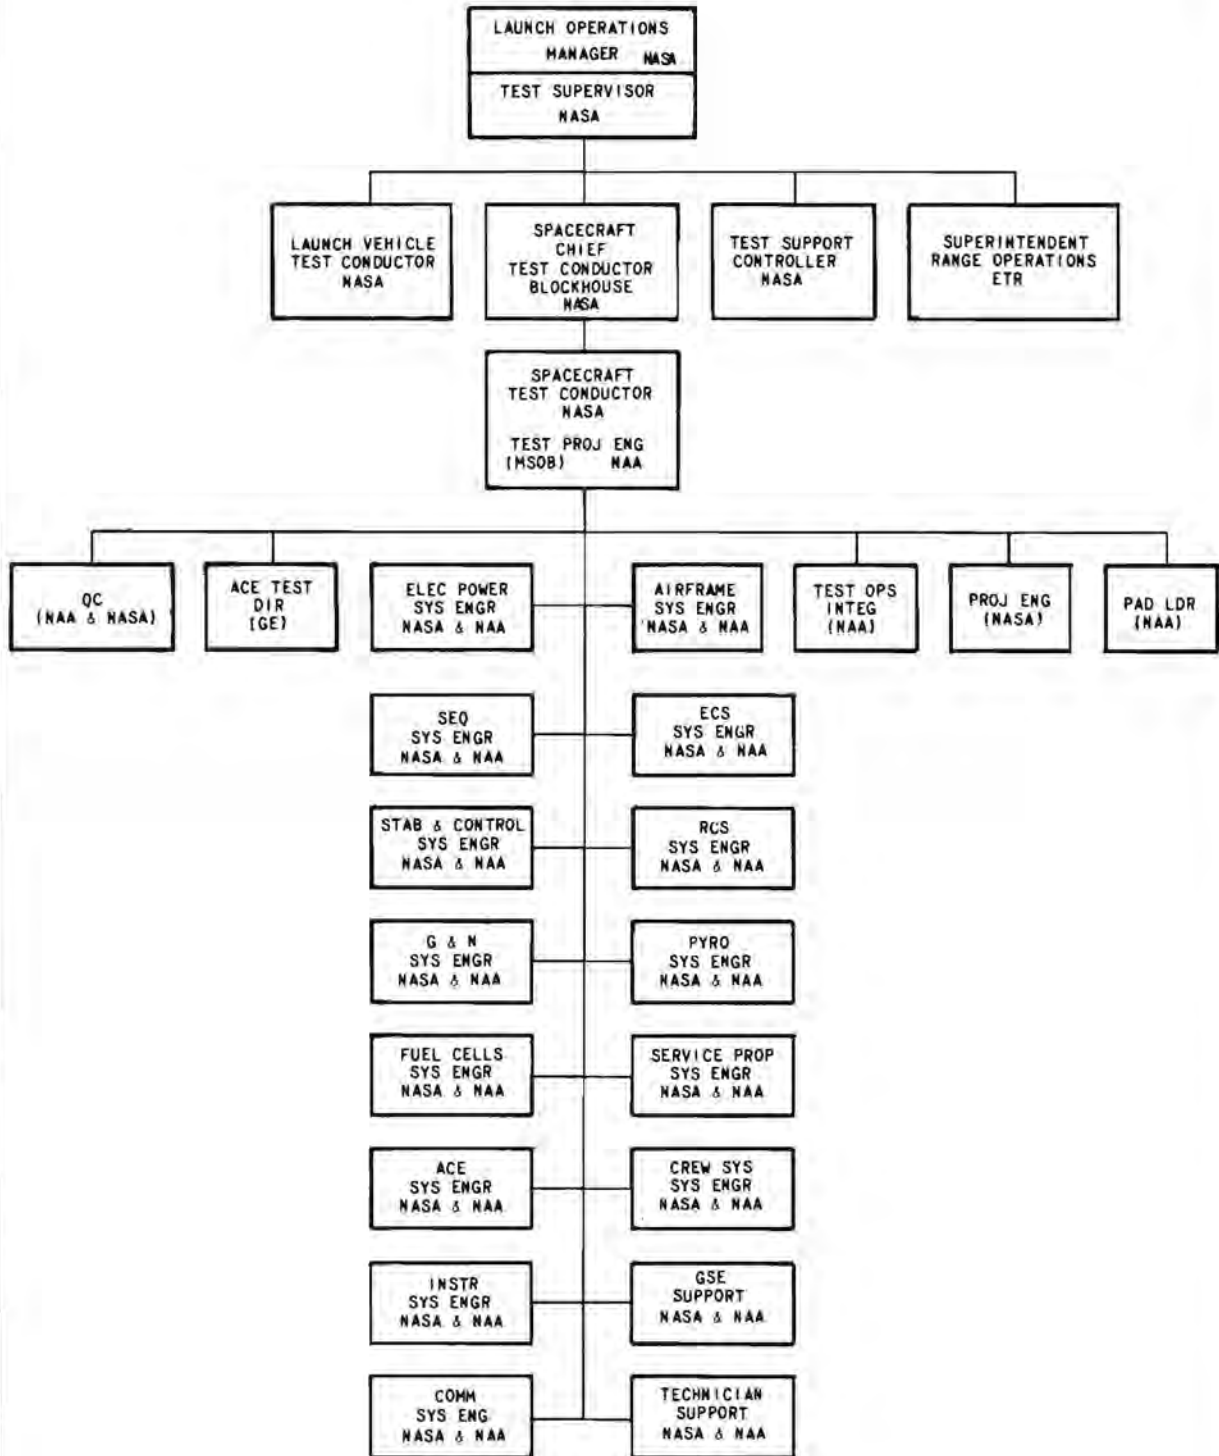 LAUNCH OPERATIONS
MANAGER NASA
TEST SUPERVISOR
NASA
LAUNCH VEHICLE
TEST CONDUCTOR
NASA
SPACECRAFT
CHIEF
TEST CONDUCTOR
BLOCKHOUSE
NASA
TEST SUPPORT
CONTROLLER
NASA
SUPERINTENDENT
RANGE OPERATIONS
ETR
SPACECRAFT
TEST CONDUCTOR
NASA
TEST PROJ ENG
(MSOB) NAA
QC
(NAA & NASA)
ACE TEST
DIR
(GE)
ELEC POWER
SYS ENGR
NASA & NAA
AIRFRAME
SYS ENGR
NASA & NAA
TEST OPS
INTEG
(NAA)
PROJ ENG
(NASA)
PAD LDR
(NAA)
SEQ
SYS ENGR
NASA & NAA
ECS
SYS ENGR
NASA & NAA
STAB & CONTROL
SYS ENGR
NASA & NAA
RCS
SYS ENGR
NASA & NAA
G & N
SYS ENGR
NASA & NAA
PYRO
SYS ENGR
NASA & NAA
FUEL CELLS
SYS ENGR
NASA & NAA
SERVICE PROP
SYS ENGR
NASA & NAA
ACE
SYS ENGR
NASA & NAA
CREW SYS
SYS ENGR
NASA & NAA
INSTR
SYS ENGR
NASA & NAA
GSE
SUPPORT
NASA & NAA
COMM
SYS ENG
NASA & NAA
TECHNICIAN
SUPPORT
NASA & NAA